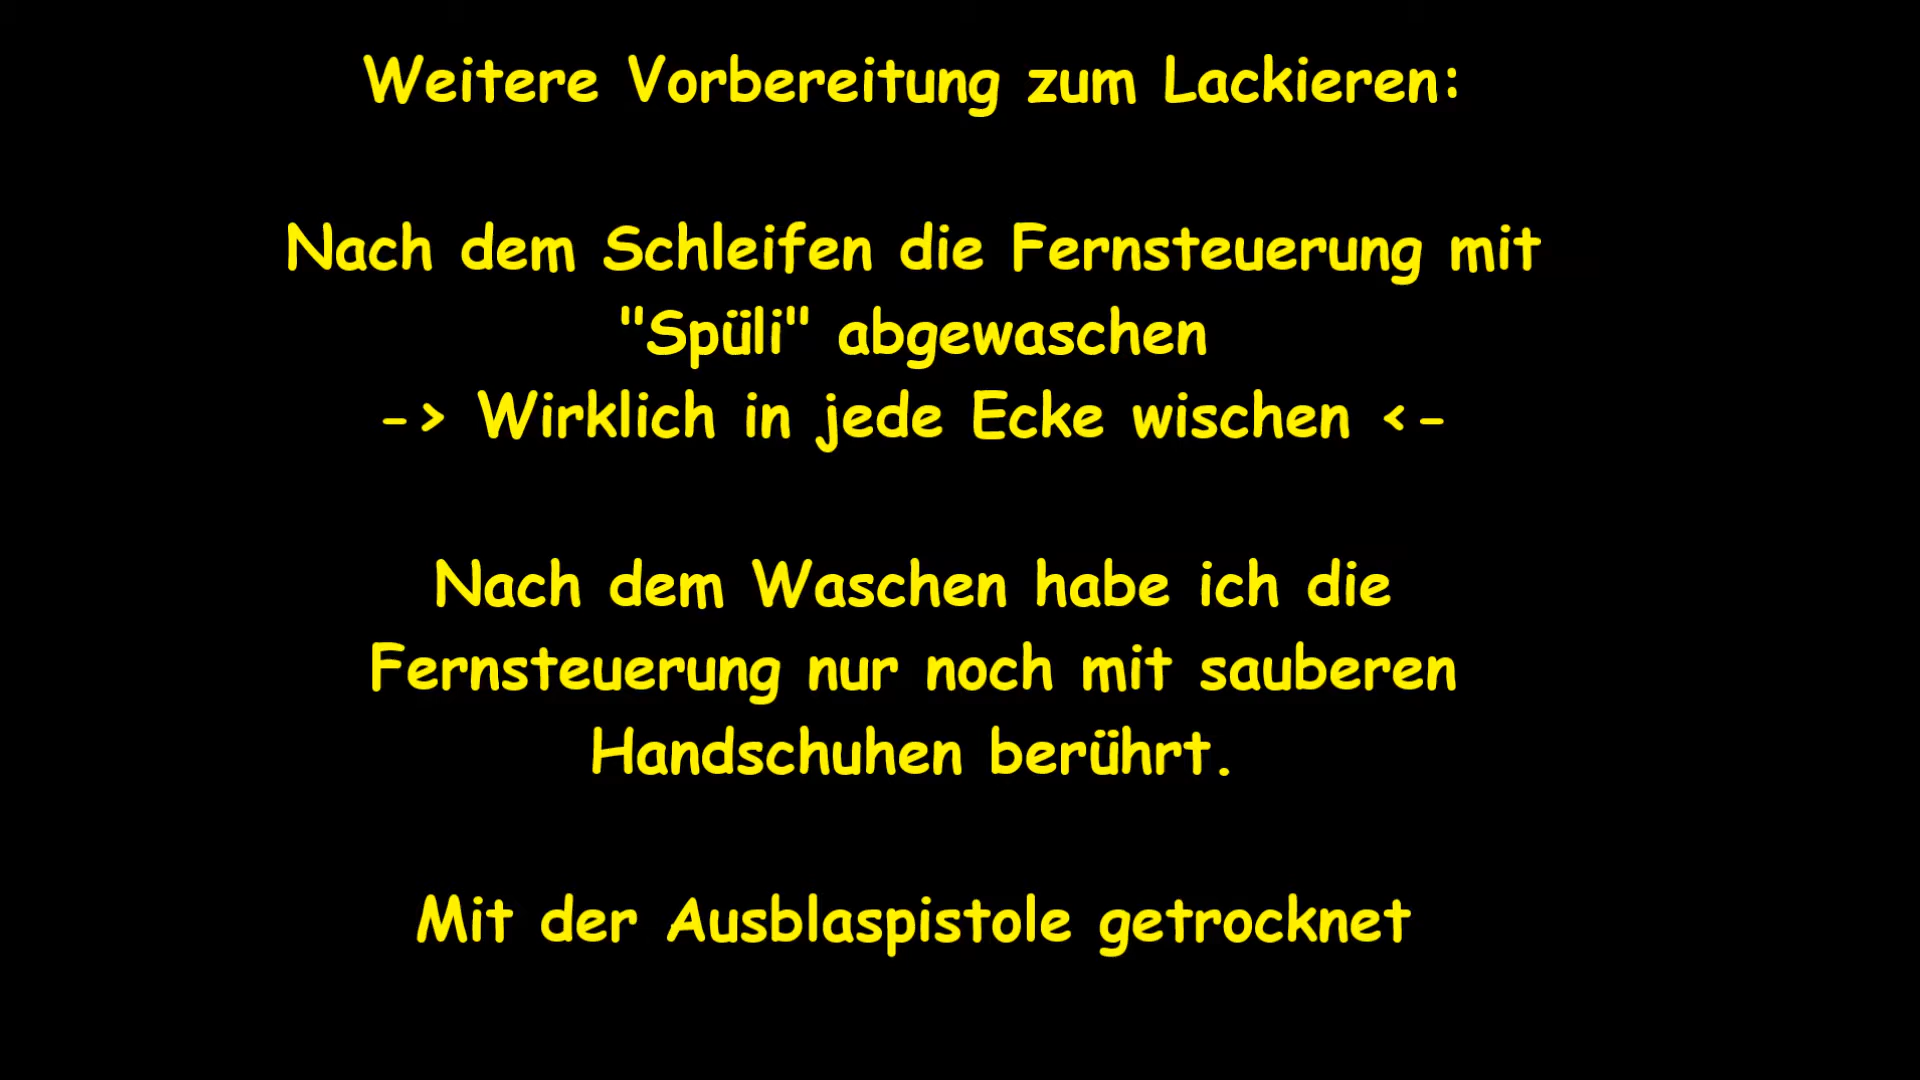 Weitere Vorbereitung zum Lackieren:
Nach dem Schleifen die Fernsteuerung mit
"Spüli" abgewaschen
-> Wirklich in jede Ecke wischen <-
Nach dem Waschen habe ich die
Fernsteuerung nur noch mit sauberen
Handschuhen berührt.
Mit der Ausblaspistole getrocknet